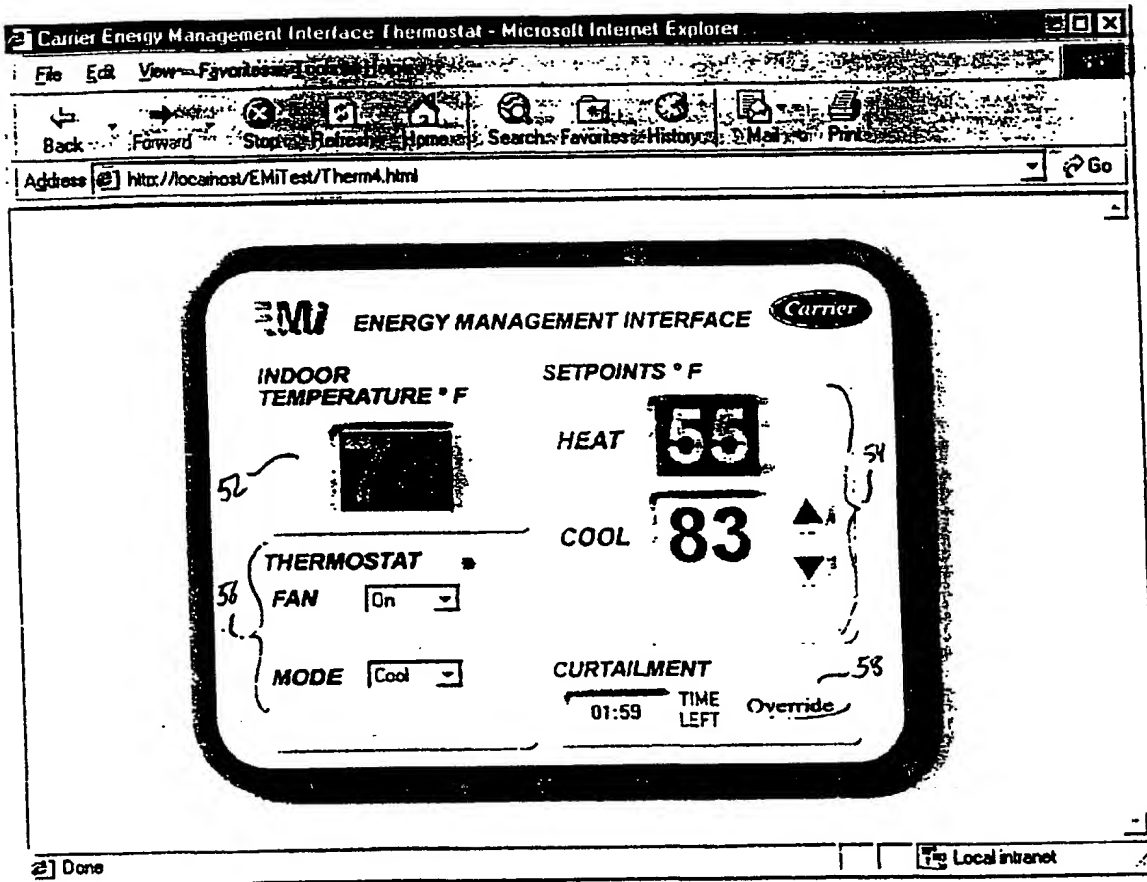 Carrier Energy Management Interface Thermostat - Microsoft Internet Explorer
File Edit View Favorites
Back Forward Stop Refresh Home Search Favorites History Mail Print
Address http://localhost/EMiTest/Therm4.html Go
EMi ENERGY MANAGEMENT INTERFACE Carrier
INDOOR
TEMPERATURE ° F
SETPOINTS ° F
HEAT 55
54
52
COOL 83
THERMOSTAT
56
FAN On
MODE Cool
CURTAILMENT
58
01:59 TIME
LEFT
Override
Done
Local intranet